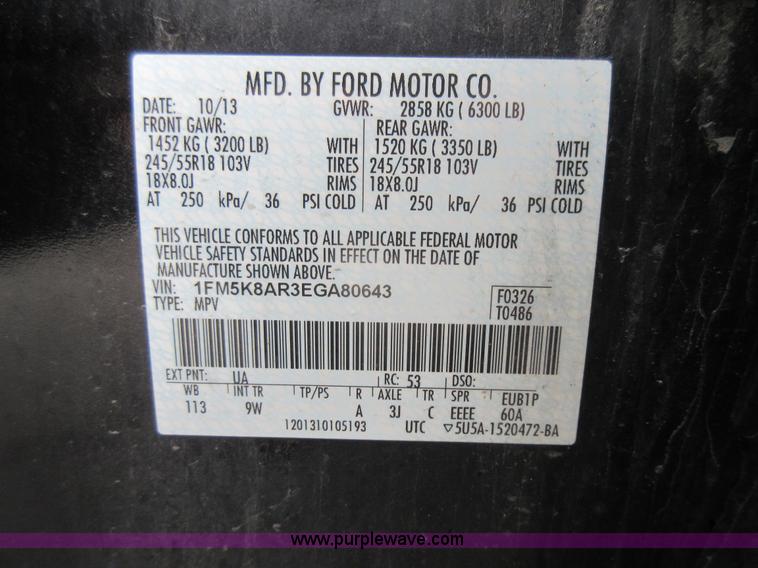 MFD. BY FORD MOTOR CO.
DATE: 10/13 GVWR: 2858 KG ( 6300 LB)
FRONT GAWR: REAR GAWR:
1452 KG ( 3200 LB) WITH 1520 KG ( 3350 LB) WITH
245/55R18 103V TIRES 245/55R18 103V TIRES
18X8.0J RIMS 18X8.0J RIMS
AT 250 kPa/ 36 PSI COLD AT 250 kPa/ 36 PSI COLD
THIS VEHICLE CONFORMS TO ALL APPLICABLE FEDERAL MOTOR
VEHICLE SAFETY STANDARDS IN EFFECT ON THE DATE OF
MANUFACTURE SHOWN ABOVE.
VIN: 1FM5K8AR3EGA80643 F0326
TYPE: MPV T0486
EXT PNT: UA RC: 53 DSO:
WB INT TR TP/PS R AXLE TR SPR EUB1P
113 9W A 3J C EEEE 60A
1201310105193 UTC ▽5U5A-1520472-BA
www.purplewave.com